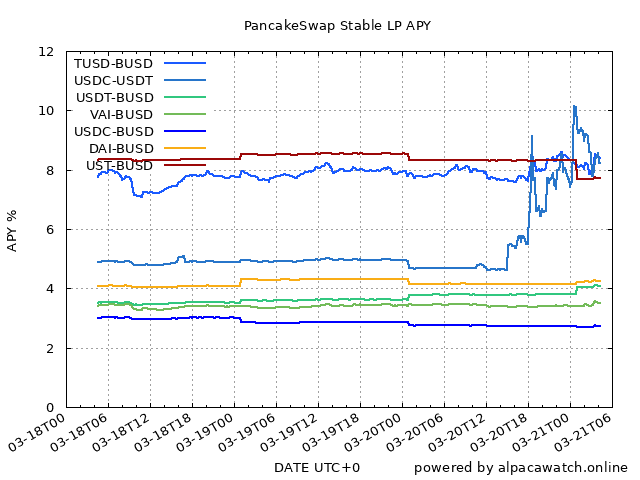 PancakeSwap Stable LP APY
12
10
8
6
4
2
0
APY %
TUSD-BUSD
USDC-USDT
USDT-BUSD
VAI-BUSD
USDC-BUSD
DAI-BUSD
UST-BUSD
03-18T00
03-18T06
03-18T12
03-18T18
03-19T00
03-19T06
03-19T12
03-19T18
03-20T00
03-20T06
03-20T12
03-20T18
03-21T00
03-21T06
DATE UTC+0
powered by alpacawatch.online